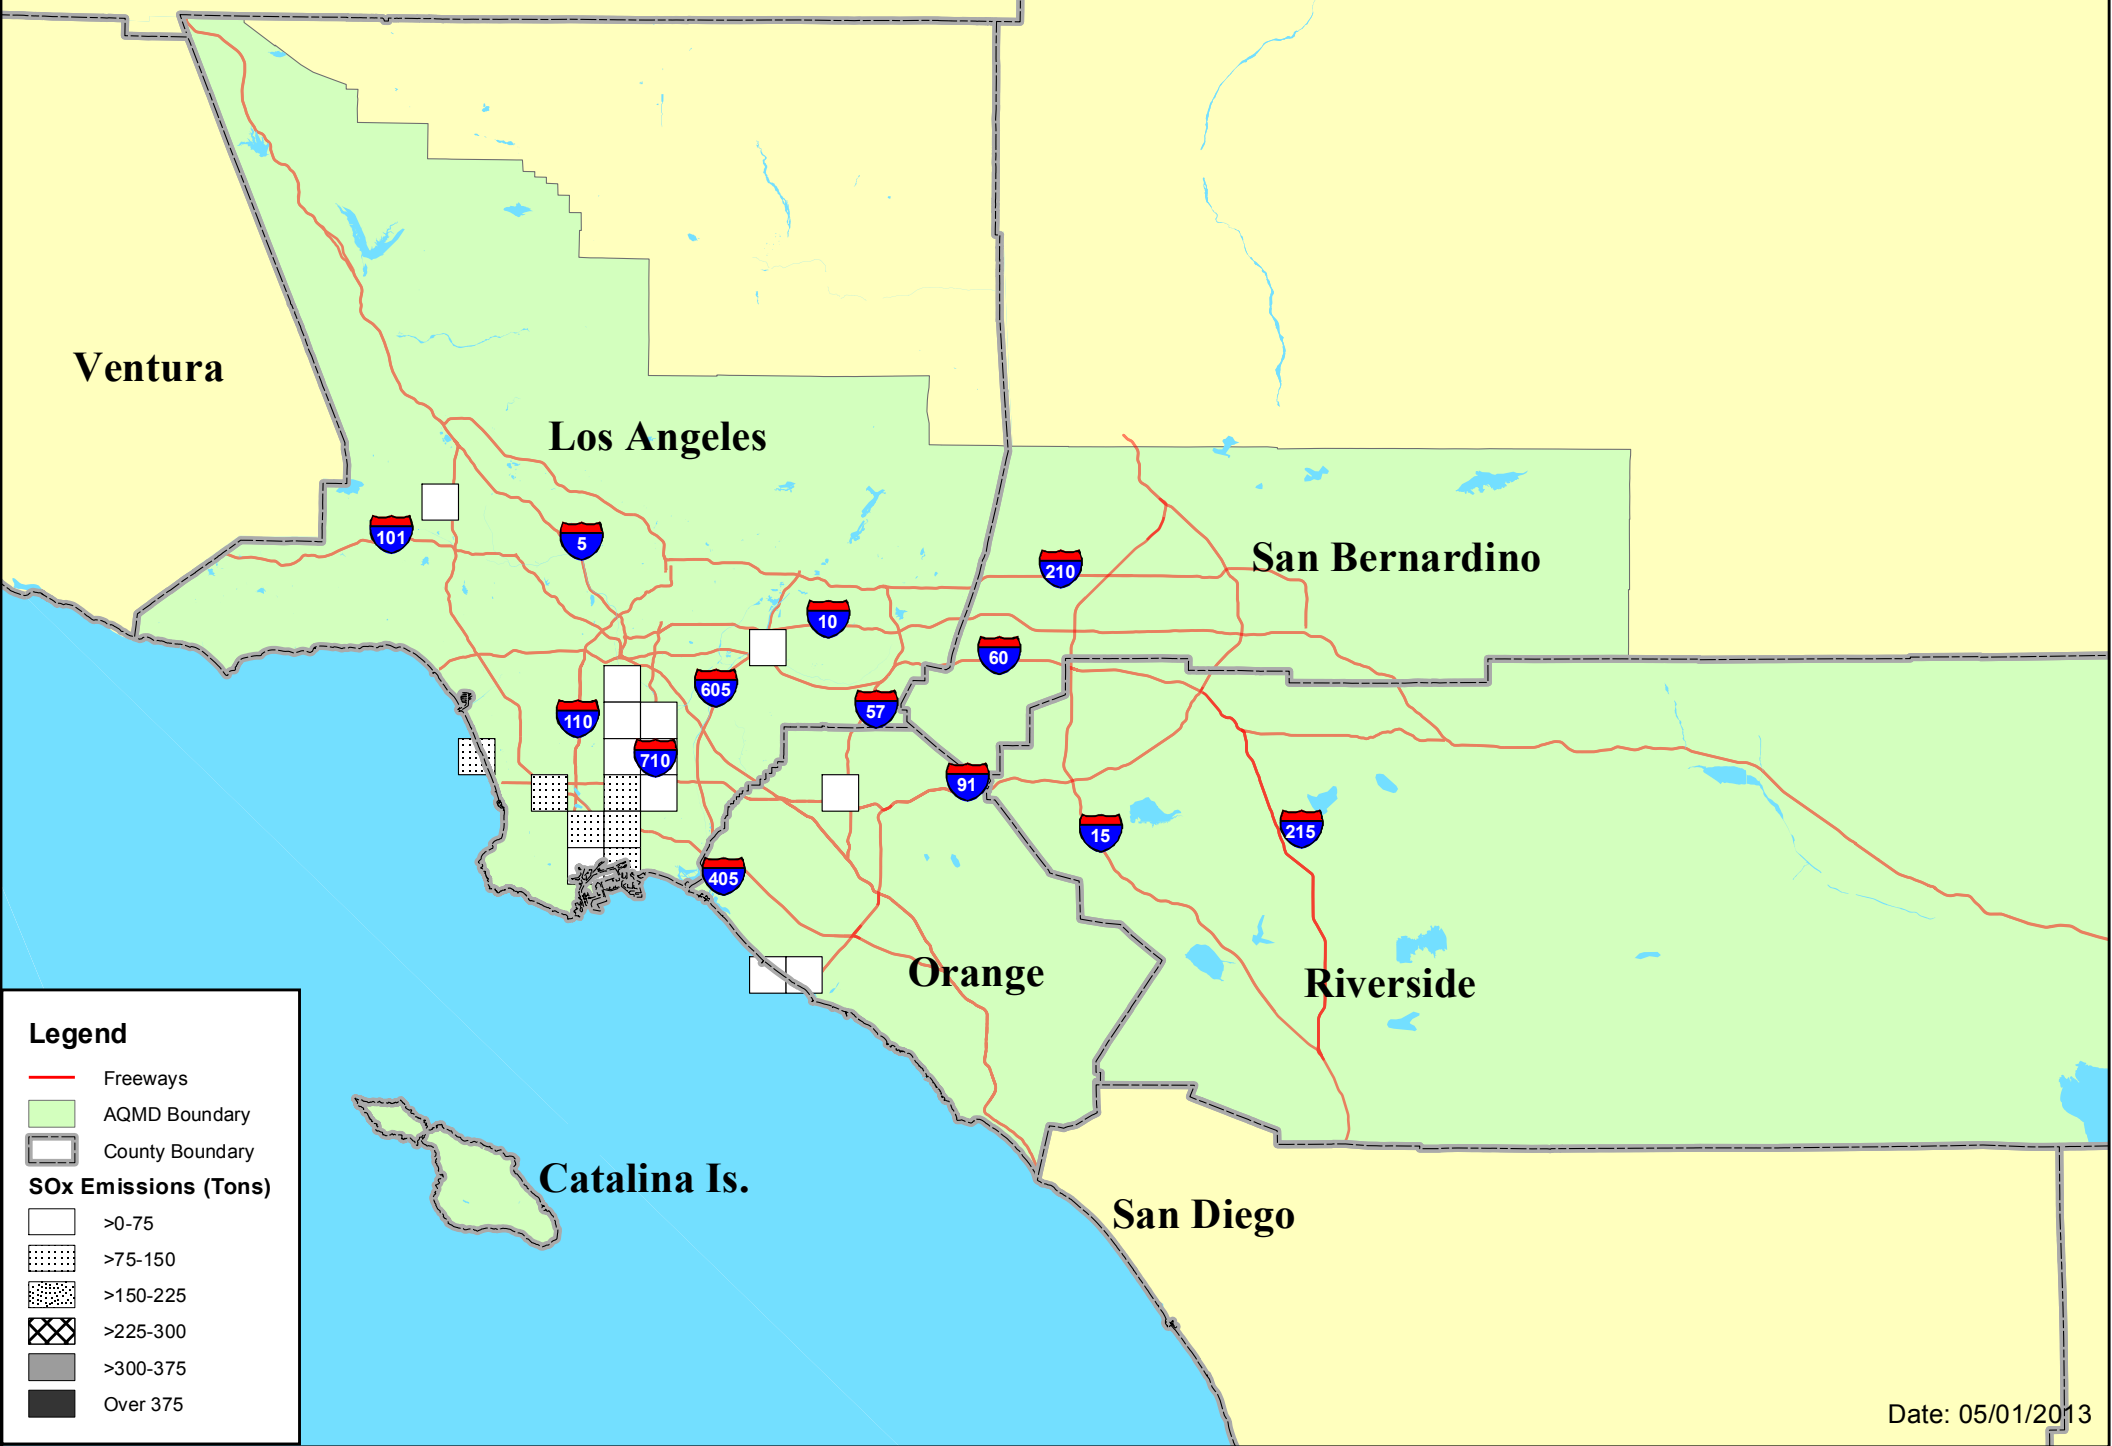 Ventura
Los Angeles
101
5
210
San Bernardino
10
60
605
57
110
710
91
15
215
405
Orange
Riverside
Catalina Is.
San Diego
Legend
Freeways
AQMD Boundary
County Boundary
SOx Emissions (Tons)
>0-75
>75-150
>150-225
>225-300
>300-375
Over 375
Date: 05/01/2013